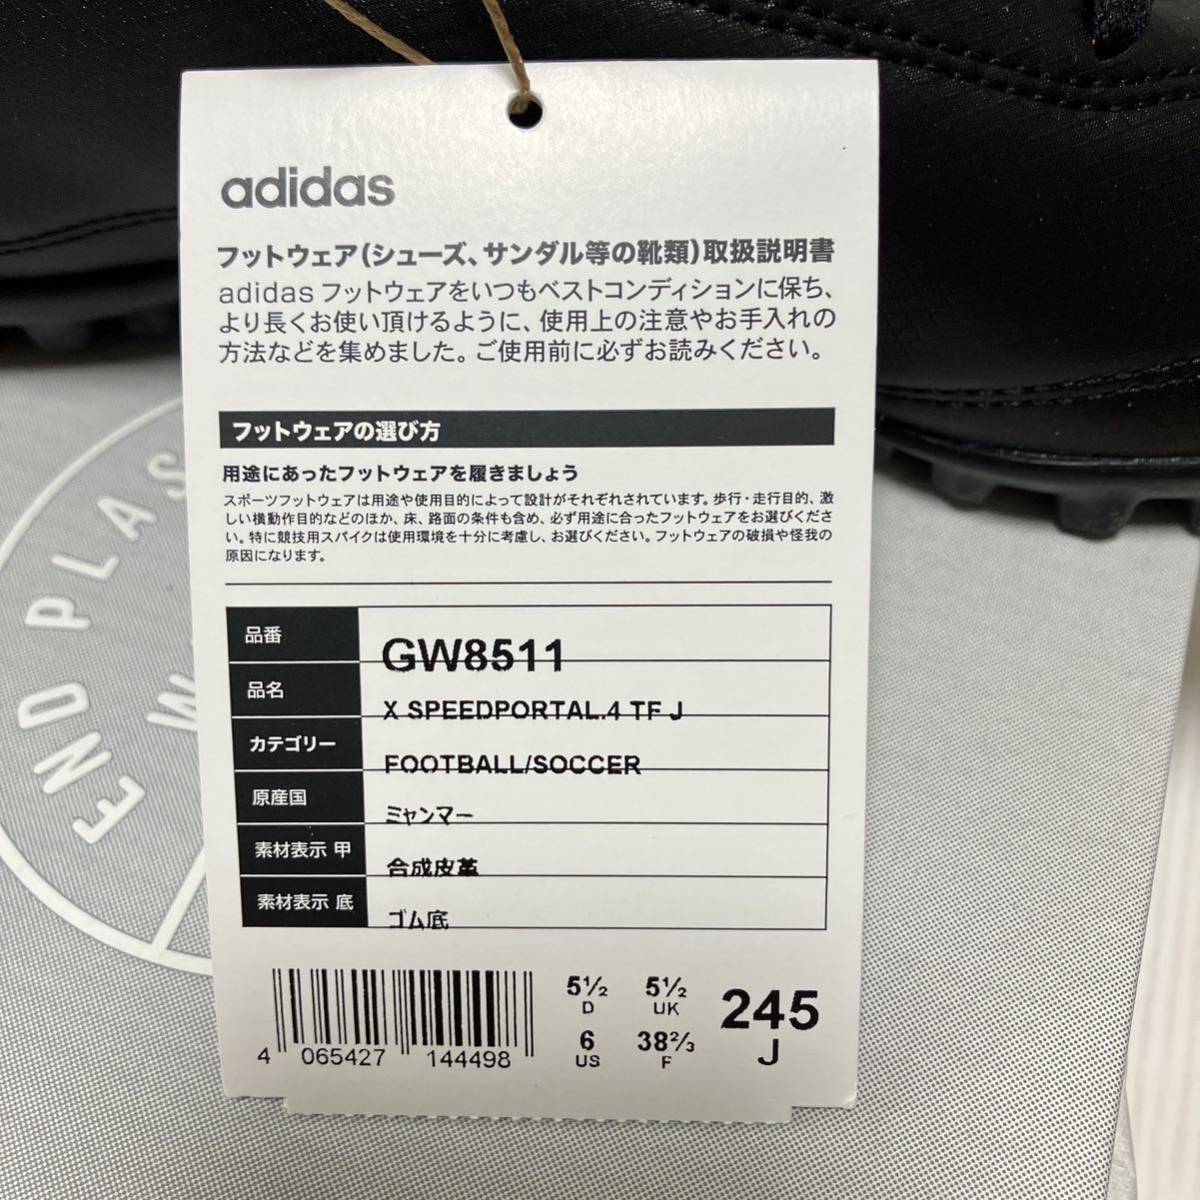 adidas
フットウェア(シューズ、サンダル等の靴類)取扱説明書
adidas フットウェアをいつもベストコンディションに保ち、
より長くお使い頂けるように、使用上の注意やお手入れの
方法などを集めました。ご使用前に必ずお読みください。
フットウェアの選び方
用途にあったフットウェアを履きましょう
スポーツフットウェアは用途や使用目的によって設計がそれぞれされています。歩行・走行目的、激
しい横動作目的などのほか、床、路面の条件も含め、必ず用途に合ったフットウェアをお選びくださ
い。特に競技用スパイクは使用環境を十分に考慮し、お選びください。フットウェアの破損や怪我の
原因になります。
品番 GW8511
品名 X SPEEDPORTAL.4 TF J
カテゴリー FOOTBALL/SOCCER
原産国 ミャンマー
素材表示 甲 合成皮革
素材表示 底 ゴム底
4 065427 144498
5½ D 5½ UK
6 US 38⅔ F
245 J
END PLAS
W